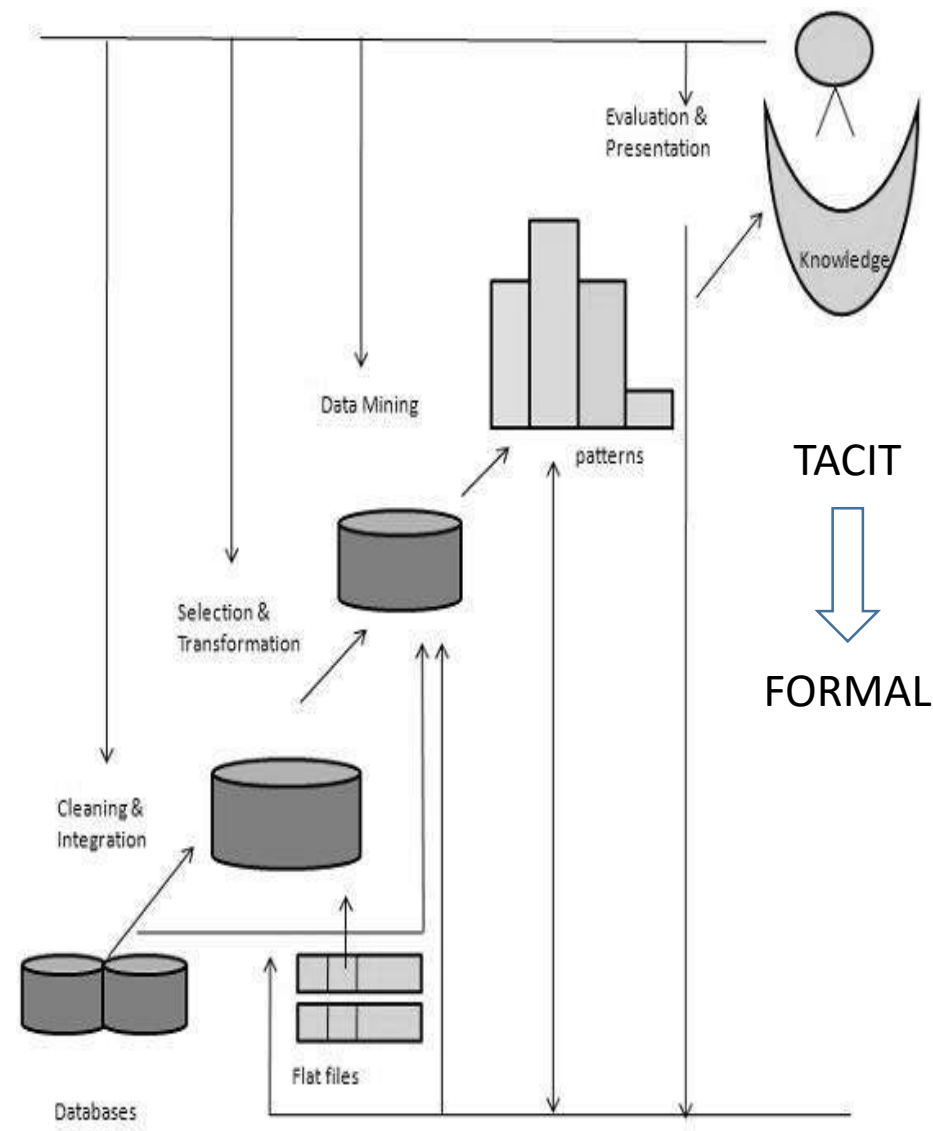 Evaluation &
Presentation
Knowledge
Data Mining
patterns
TACIT
Selection &
Transformation
FORMAL
Cleaning &
Integration
Flat files
Databases